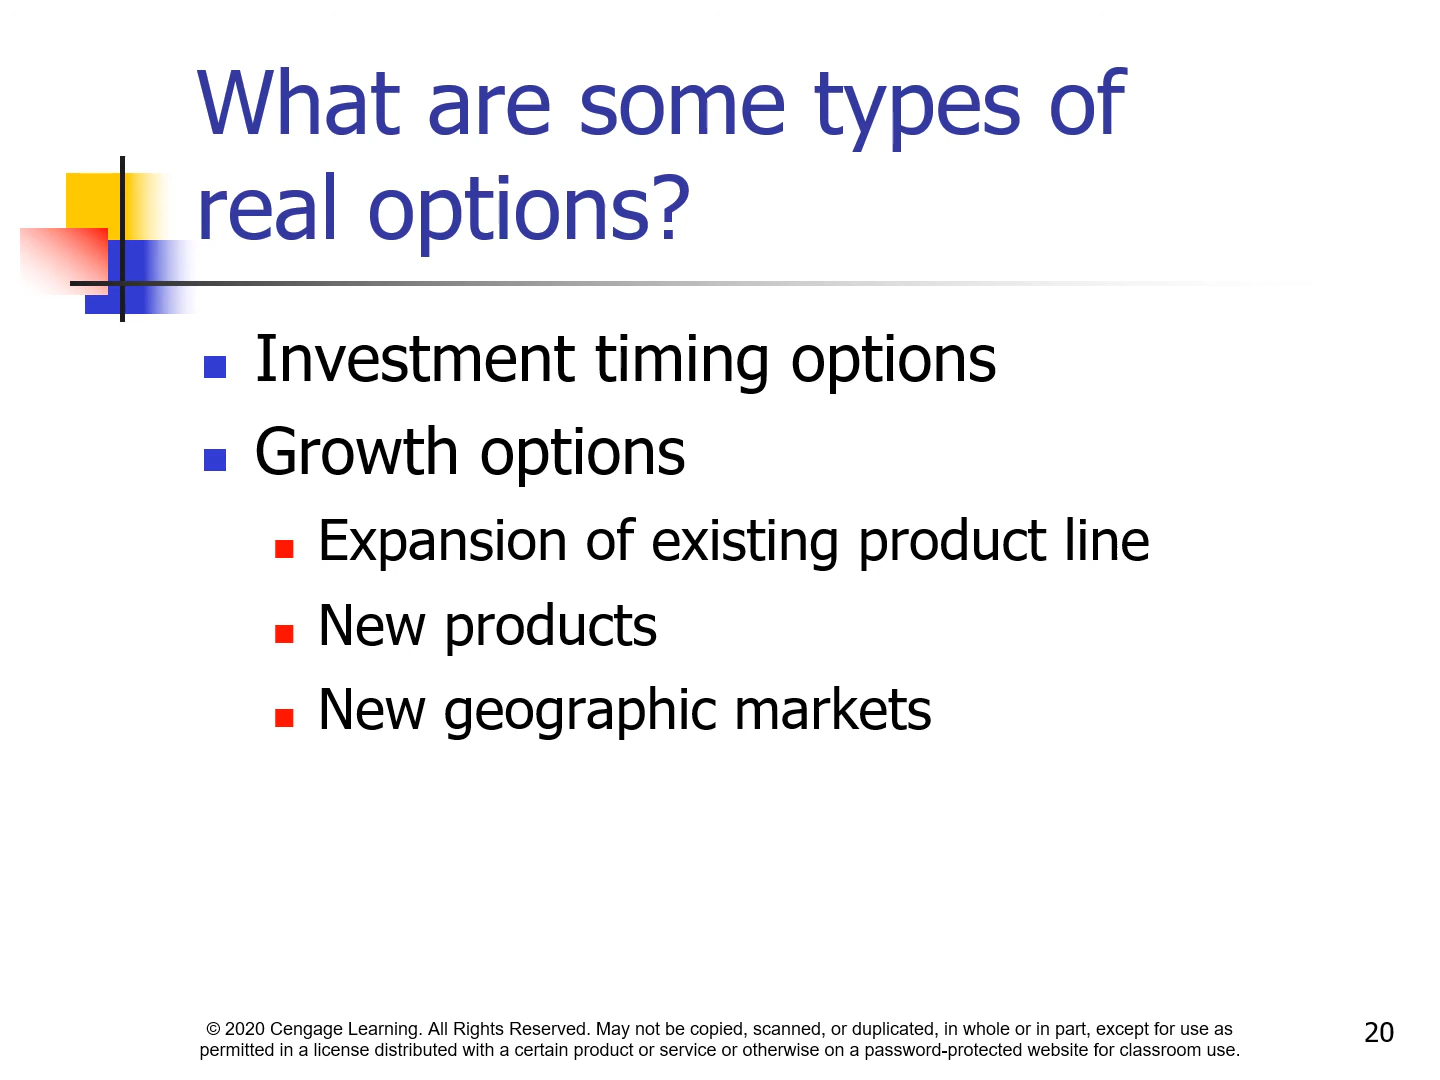 What are some types of
real options?
Investment timing options
Growth options
Expansion of existing product line
New products
New geographic markets
© 2020 Cengage Learning. All Rights Reserved. May not be copied, scanned, or duplicated, in whole or in part, except for use as
permitted in a license distributed with a certain product or service or otherwise on a password-protected website for classroom use.
20